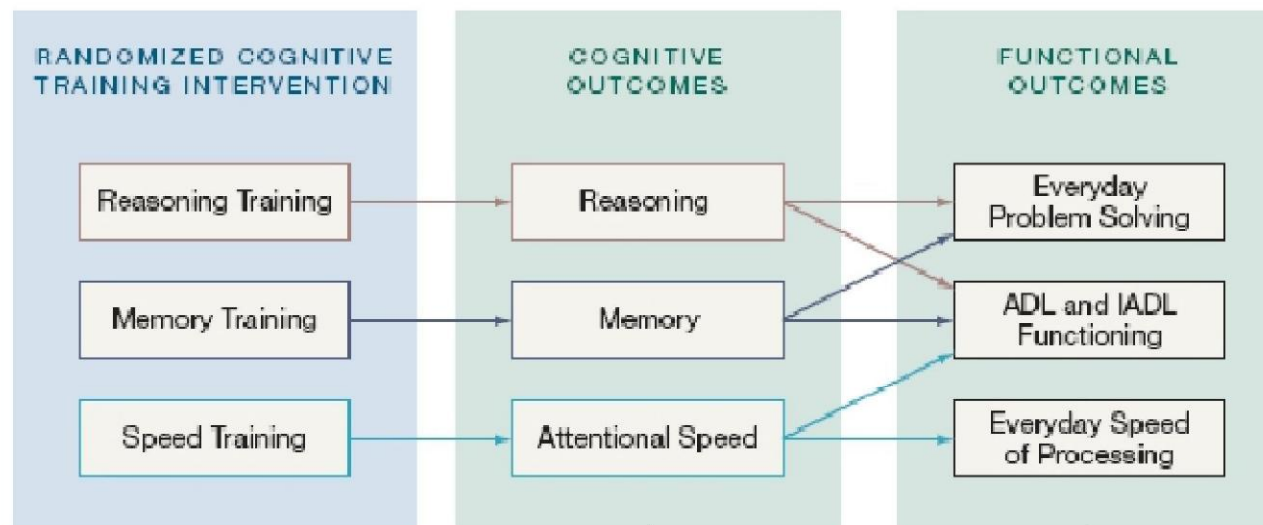 RANDOMIZED COGNITIVE
TRAINING INTERVENTION
COGNITIVE
OUTCOMES
FUNCTIONAL
OUTCOMES
Reasoning Training
Reasoning
Everyday
Problem Solving
Memory Training
Memory
ADL and IADL
Functioning
Speed Training
Attentional Speed
Everyday Speed
of Processing